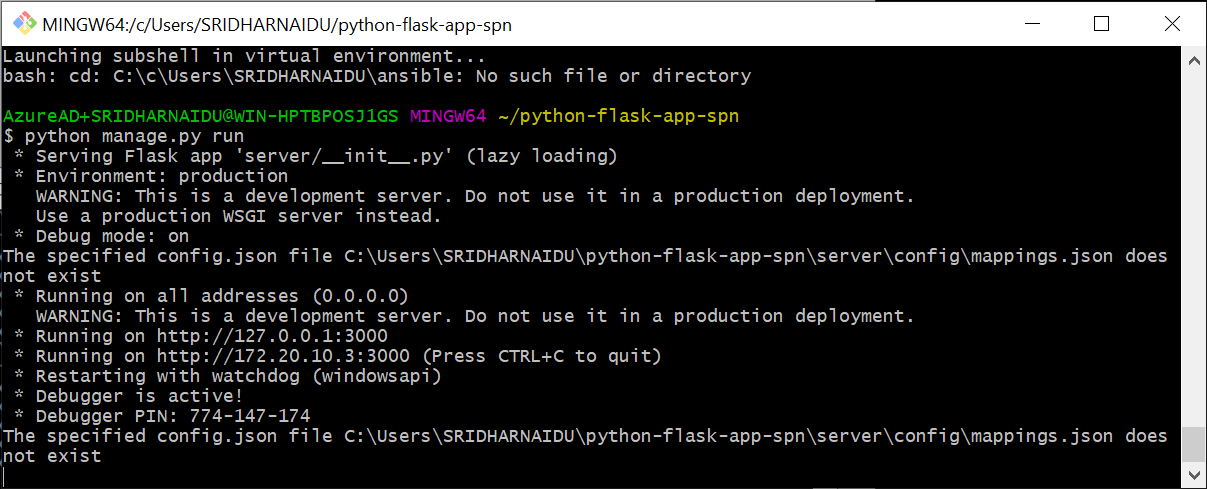 MINGW64:/c/Users/SRIDHARNAIDU/python-flask-app-spn
Launching subshell in virtual environment...
bash: cd: C:\c\Users\SRIDHARNAIDU\ansible: No such file or directory
AzureAD+SRIDHARNAIDU@WIN-HPTBPOSJ1GS MINGW64 ~/python-flask-app-spn
$ python manage.py run
 * Serving Flask app 'server/__init__.py' (lazy loading)
 * Environment: production
   WARNING: This is a development server. Do not use it in a production deployment.
   Use a production WSGI server instead.
 * Debug mode: on
The specified config.json file C:\Users\SRIDHARNAIDU\python-flask-app-spn\server\config\mappings.json does
not exist
 * Running on all addresses (0.0.0.0)
   WARNING: This is a development server. Do not use it in a production deployment.
 * Running on http://127.0.0.1:3000
 * Running on http://172.20.10.3:3000 (Press CTRL+C to quit)
 * Restarting with watchdog (windowsapi)
 * Debugger is active!
 * Debugger PIN: 774-147-174
The specified config.json file C:\Users\SRIDHARNAIDU\python-flask-app-spn\server\config\mappings.json does
not exist